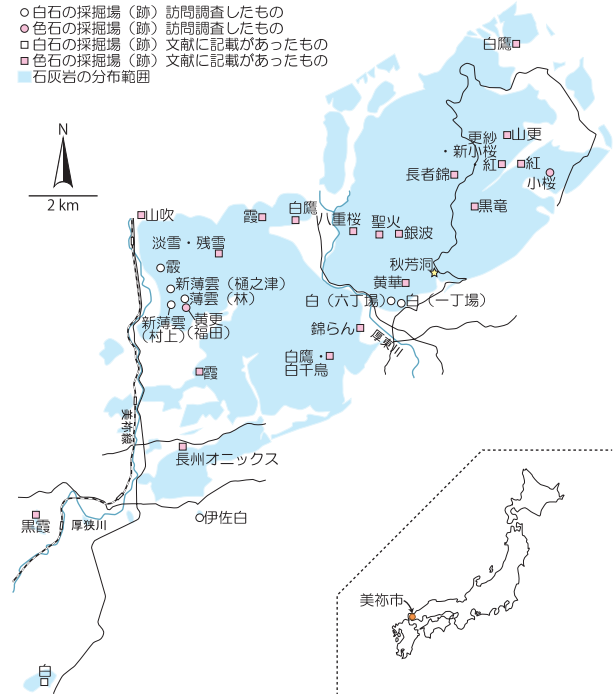 白石の採掘場（跡）訪問調査したもの
色石の採掘場（跡）訪問調査したもの
白石の採掘場（跡）文献に記載があったもの
色石の採掘場（跡）文献に記載があったもの
石灰岩の分布範囲
N
2 km
白鷹
更紗
山更
・新小桜
紅
紅
小桜
長者錦
黒竜
山吹
霞
白鷹
八重桜
聖火
銀波
淡雪・残雪
秋芳洞
霰
黄華
新薄雲（樋之津）
薄雲（林）
白（六丁場）
白（一丁場）
新薄雲
（村上）
黄更
（福田）
錦らん
厚東川
白鷹・
白千鳥
霞
美祢線
長州オニックス
黒霞
厚狭川
伊佐白
美祢市
白